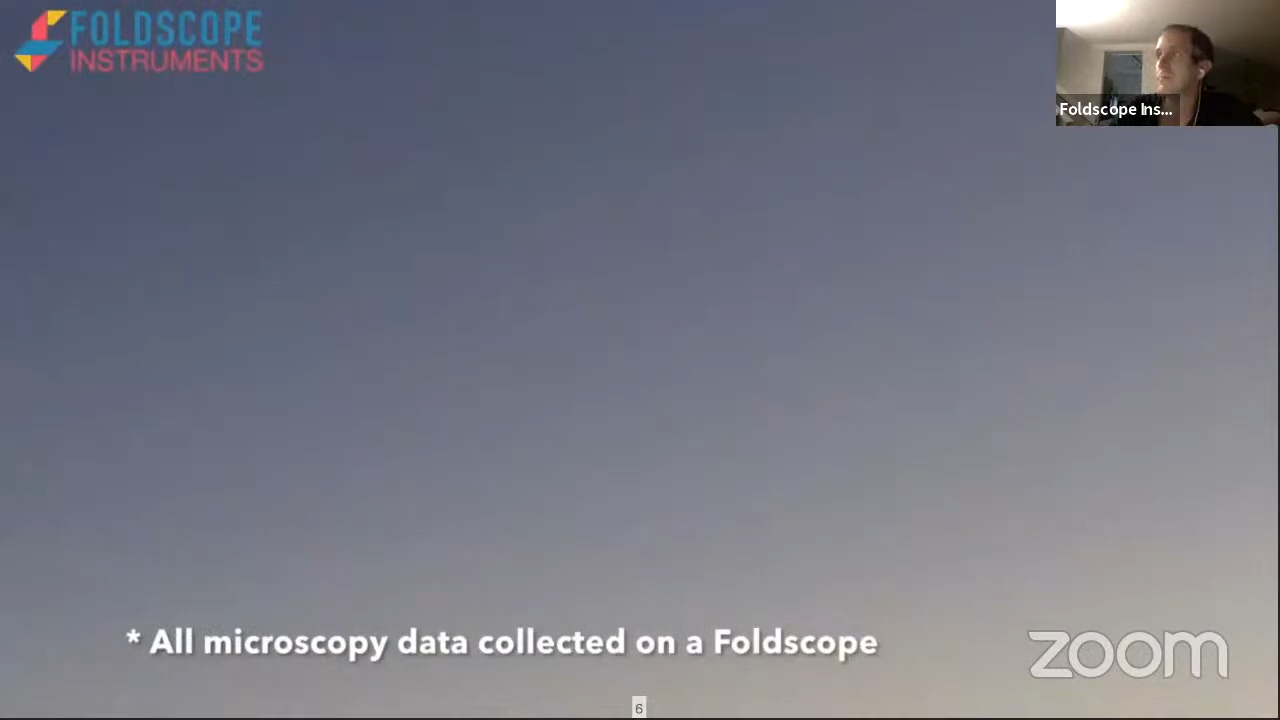 FOLDSCOPE
INSTRUMENTS
Foldscope Ins...
* All microscopy data collected on a Foldscope
zoom
6